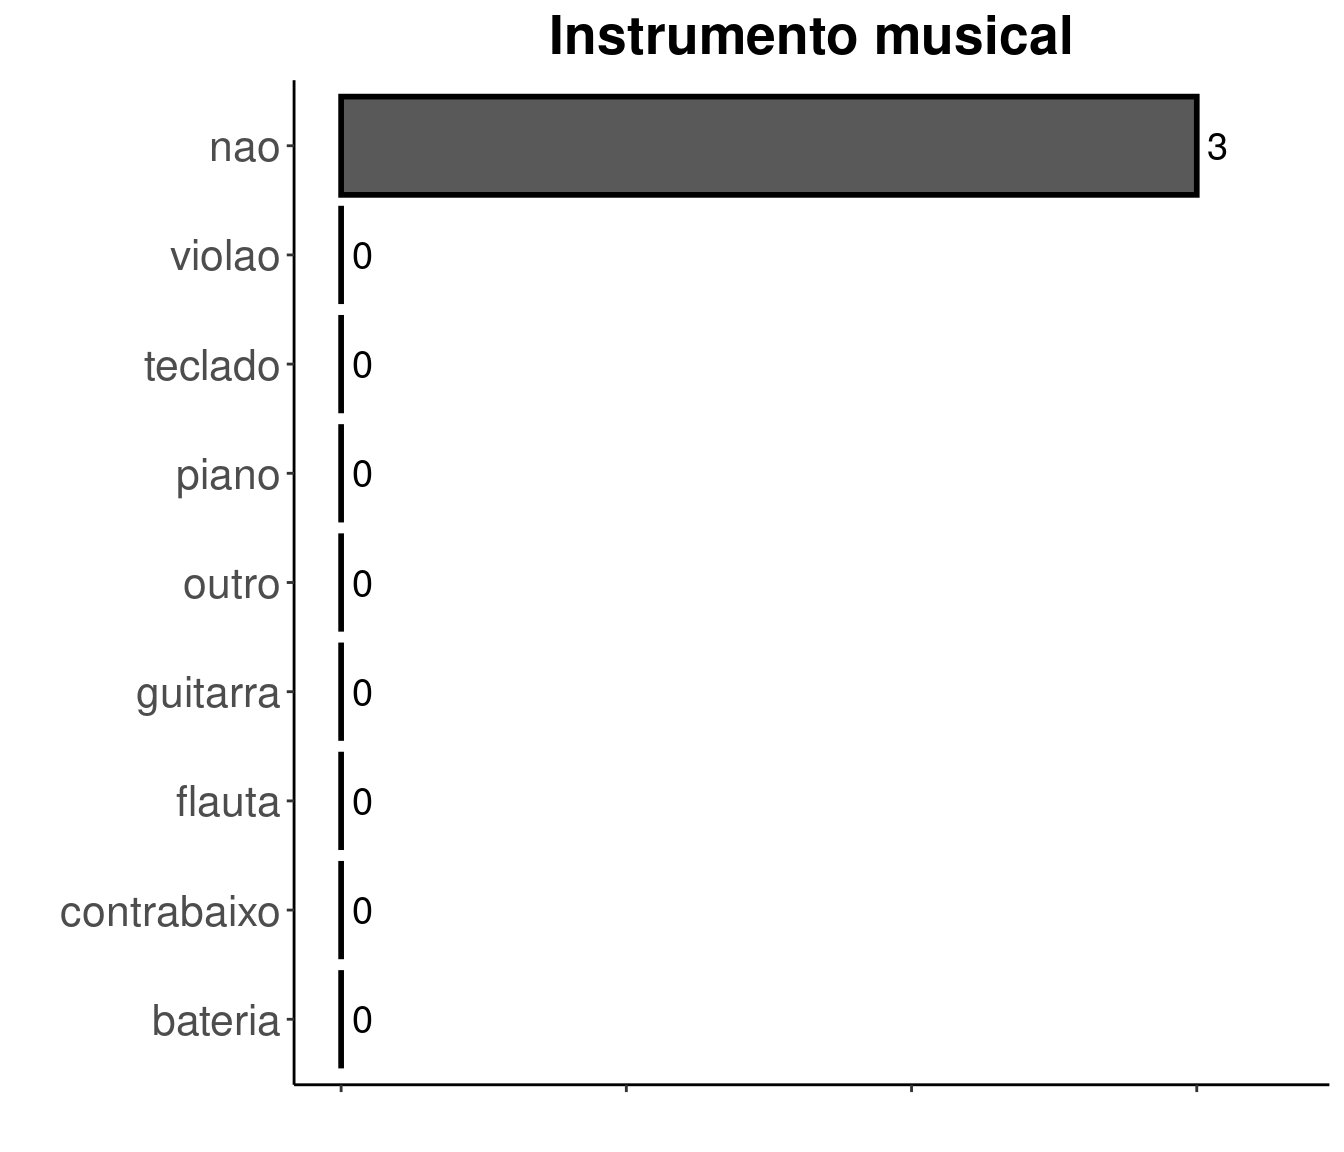 Instrumento musical
nao 3
violao 0
teclado 0
piano 0
outro 0
guitarra 0
flauta 0
contrabaixo 0
bateria 0